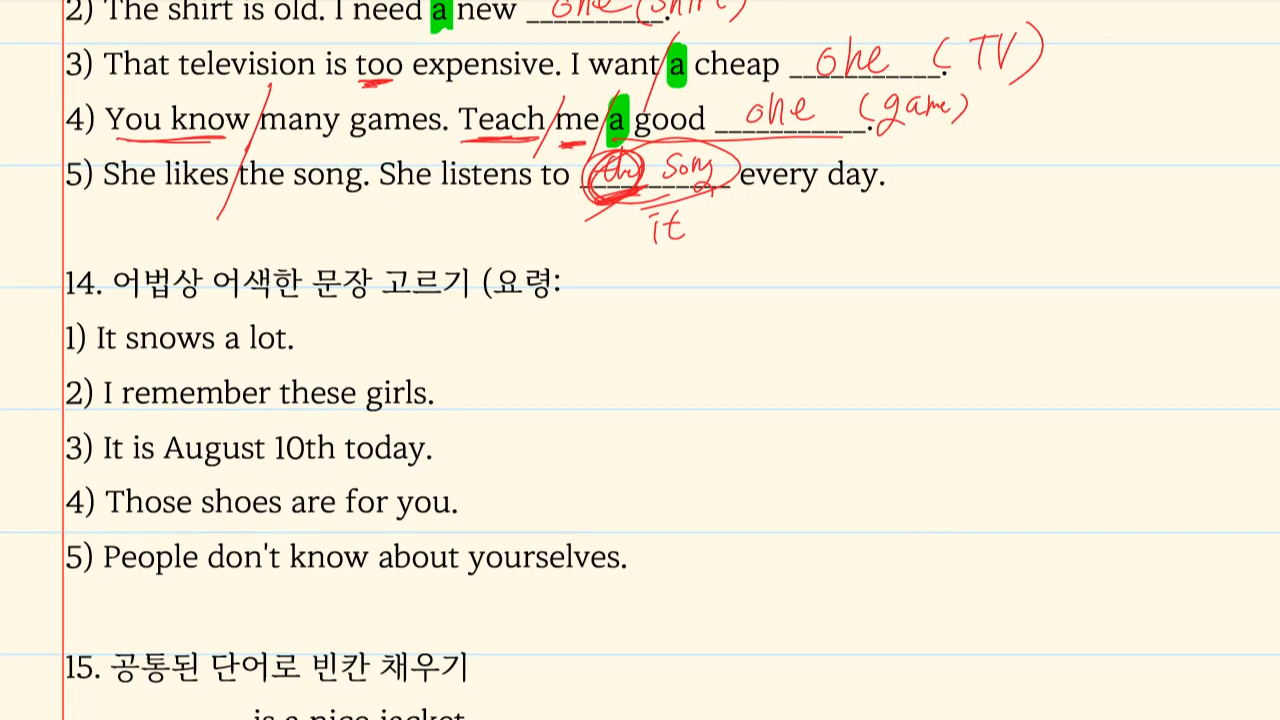 2) The shirt is old. I need a new one (shirt).
3) That television is too expensive. I want a cheap one (TV).
4) You know many games. Teach me a good one (game).
5) She likes the song. She listens to the song every day.
it
14. 어법상 어색한 문장 고르기 (요령:
1) It snows a lot.
2) I remember these girls.
3) It is August 10th today.
4) Those shoes are for you.
5) People don't know about yourselves.
15. 공통된 단어로 빈칸 채우기
is a nice jacket